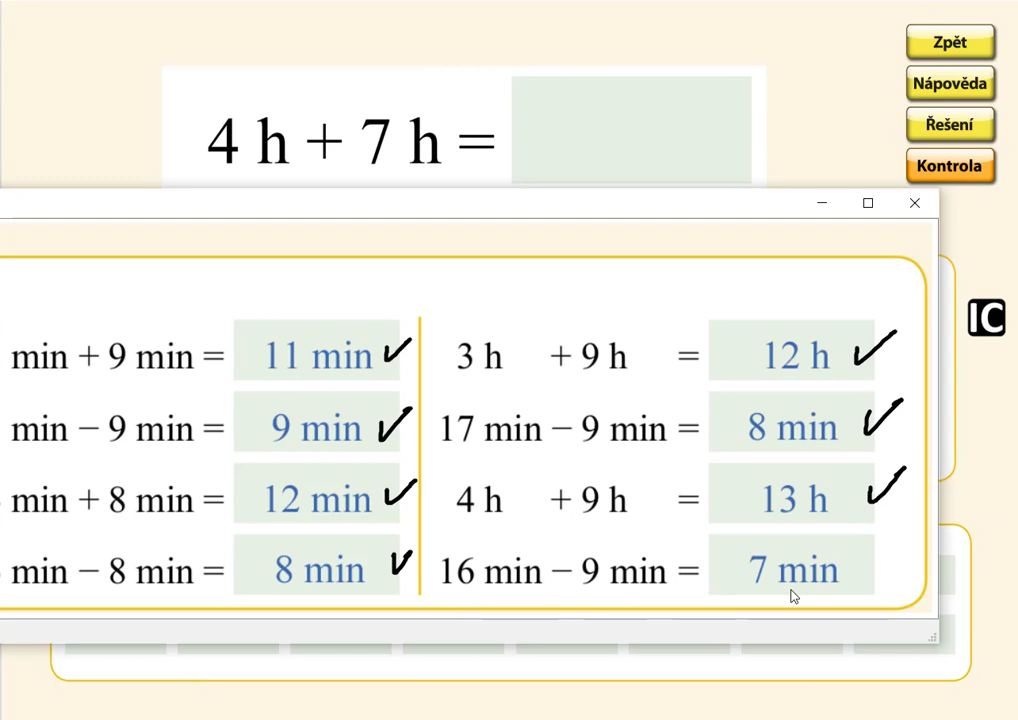 Zpět
Nápověda
Řešení
Kontrola
4 h + 7 h =
IC
min + 9 min = 11 min ✓
3 h + 9 h = 12 h ✓
min − 9 min = 9 min ✓
17 min − 9 min = 8 min ✓
min + 8 min = 12 min ✓
4 h + 9 h = 13 h ✓
min − 8 min = 8 min ✓
16 min − 9 min = 7 min